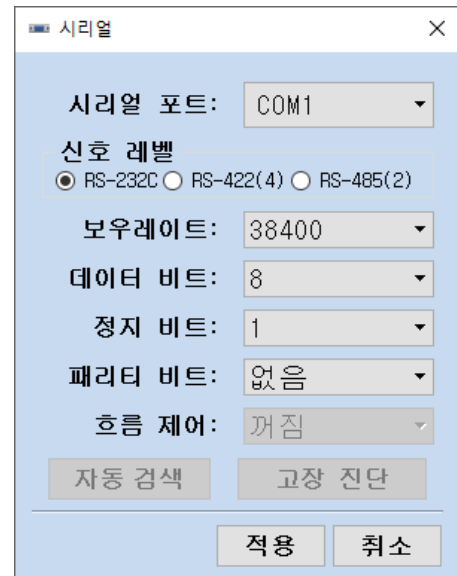 시리얼
시리얼 포트: COM1
신호 레벨
RS-232C RS-422(4) RS-485(2)
보우레이트: 38400
데이터 비트: 8
정지 비트: 1
패리티 비트: 없음
흐름 제어: 꺼짐
자동 검색 고장 진단
적용 취소